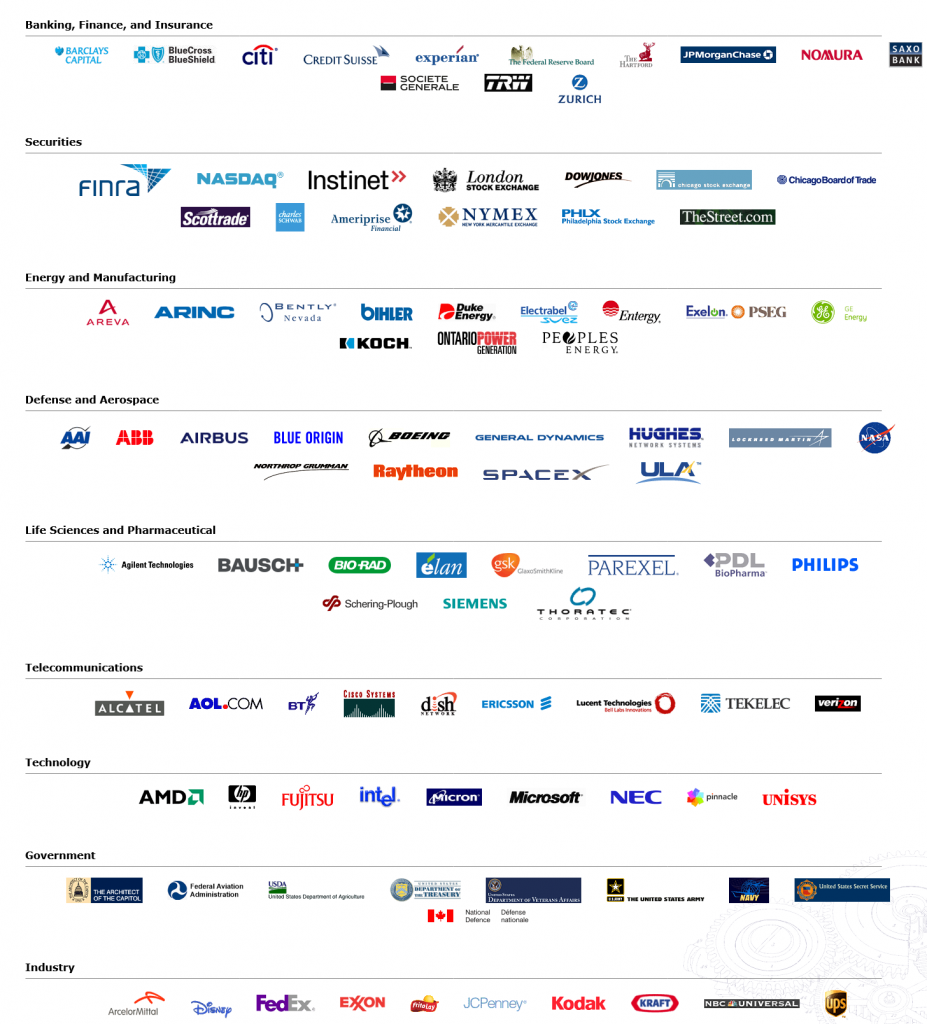 Banking, Finance, and Insurance
BARCLAYS CAPITAL BlueCross BlueShield citi CREDIT SUISSE experian The Federal Reserve Board THE HARTFORD JPMorganChase NOMURA SAXO BANK
SOCIETE GENERALE TRW ZURICH
Securities
Finra NASDAQ Instinet London STOCK EXCHANGE DOWJONES chicago stock exchange ChicagoBoardofTrade
Scottrade charles SCHWAB Ameriprise Financial NYMEX NEW YORK MERCANTILE EXCHANGE PHLX Philadelphia Stock Exchange TheStreet.com
Energy and Manufacturing
AREVA ARINC BENTLY Nevada BIHLER Duke Energy Electrabel SVEZ Entergy Exelon PSEG GE Energy
KOCH ONTARIOPOWER GENERATION PEOPLES ENERGY
Defense and Aerospace
AAI ABB AIRBUS BLUE ORIGIN BOEING GENERAL DYNAMICS HUGHES NETWORK SYSTEMS LOCKHEED MARTIN NASA
NORTHROP GRUMMAN Raytheon SPACEX ULA
Life Sciences and Pharmaceutical
Agilent Technologies BAUSCH+ BIO-RAD élan gsk GlaxoSmithKline PAREXEL PDL BioPharma PHILIPS
Schering-Plough SIEMENS THORATEC CORPORATION
Telecommunications
ALCATEL AOL.COM BT CISCO SYSTEMS dish NETWORK ERICSSON Lucent Technologies Bell Labs Innovations TEKELEC verizon
Technology
AMD hp invent FUJITSU intel MICRON Microsoft NEC pinnacle UNISYS
Government
THE ARCHITECT OF THE CAPITOL Federal Aviation Administration USDA United States Department of Agriculture UNITED STATES DEPARTMENT OF THE TREASURY UNITED STATES DEPARTMENT OF VETERANS AFFAIRS U.S. ARMY THE UNITED STATES ARMY NAVY United States Secret Service
National Defence Défense nationale
Industry
ArcelorMittal DISNEY FedEx EXXON fritolay JCPenney Kodak KRAFT NBC UNIVERSAL ups